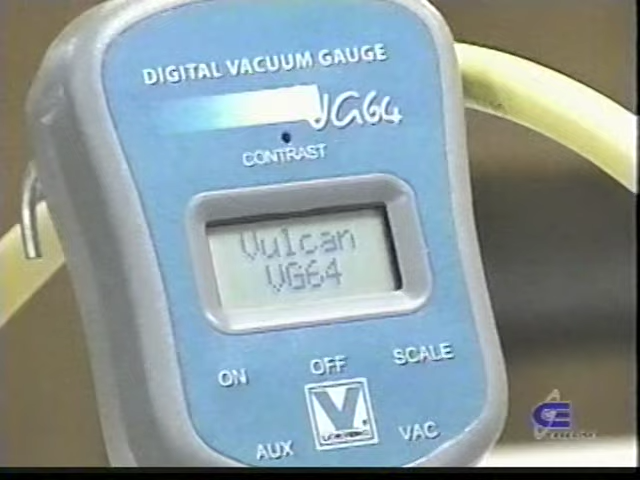 DIGITAL VACUUM GAUGE
VG64
CONTRAST
Vulcan
VG64
ON OFF SCALE
V
AUX VAC